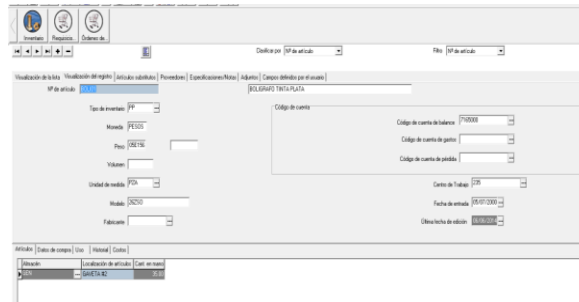 Inventario Requisico... Órdenes de...
Clasificar por Nº de artículo Filtro Nº de artículo
Visualización de la lista Visualización del registro Artículos substitutos Proveedores Especificaciones/Notas Adjuntos Campos definidos por el usuario
Nº de artículo BOLIGRAFO TINTA PLATA
Tipo de inventario PP Código de cuenta
Moneda PESOS Código de cuenta de balance 7165000
Peso Código de cuenta de gastos
Volumen Código de cuenta de pérdida
Unidad de medida PZA Centro de Trabajo 235
Modelo Fecha de entrada 05/07/2000
Fabricante Última fecha de edición
Artículos Datos de compra Uso Historial Costos
Almacén Localización de artículos Cant. en mano
GAVETA #2